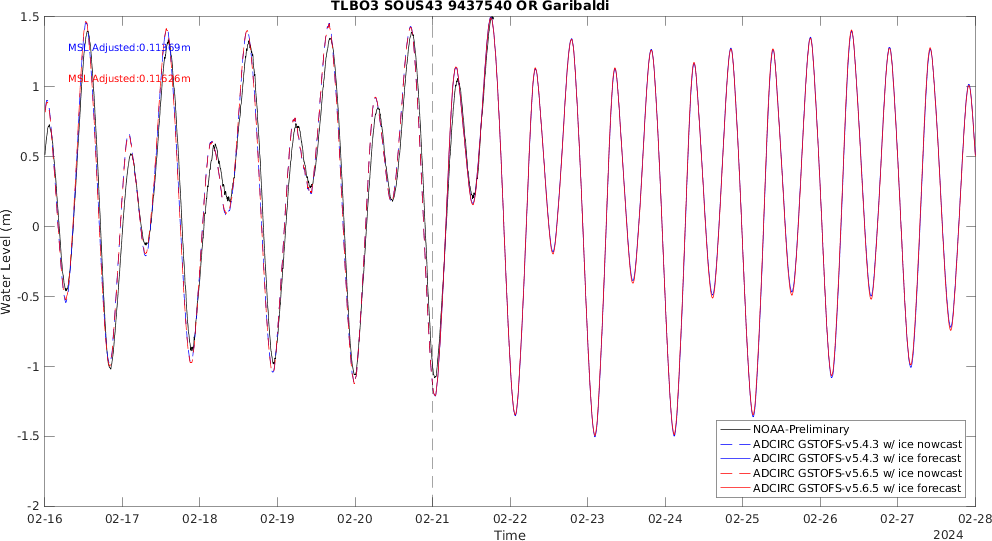 TLBO3 SOUS43 9437540 OR Garibaldi
1.5
MSL Adjusted:0.11369m
MSL Adjusted:0.11626m
1
0.5
0
-0.5
-1
-1.5
-2
Water Level (m)
NOAA-Preliminary
ADCIRC GSTOFS-v5.4.3 w/ ice nowcast
ADCIRC GSTOFS-v5.4.3 w/ ice forecast
ADCIRC GSTOFS-v5.6.5 w/ ice nowcast
ADCIRC GSTOFS-v5.6.5 w/ ice forecast
02-16 02-17 02-18 02-19 02-20 02-21 02-22 02-23 02-24 02-25 02-26 02-27 02-28
Time
2024